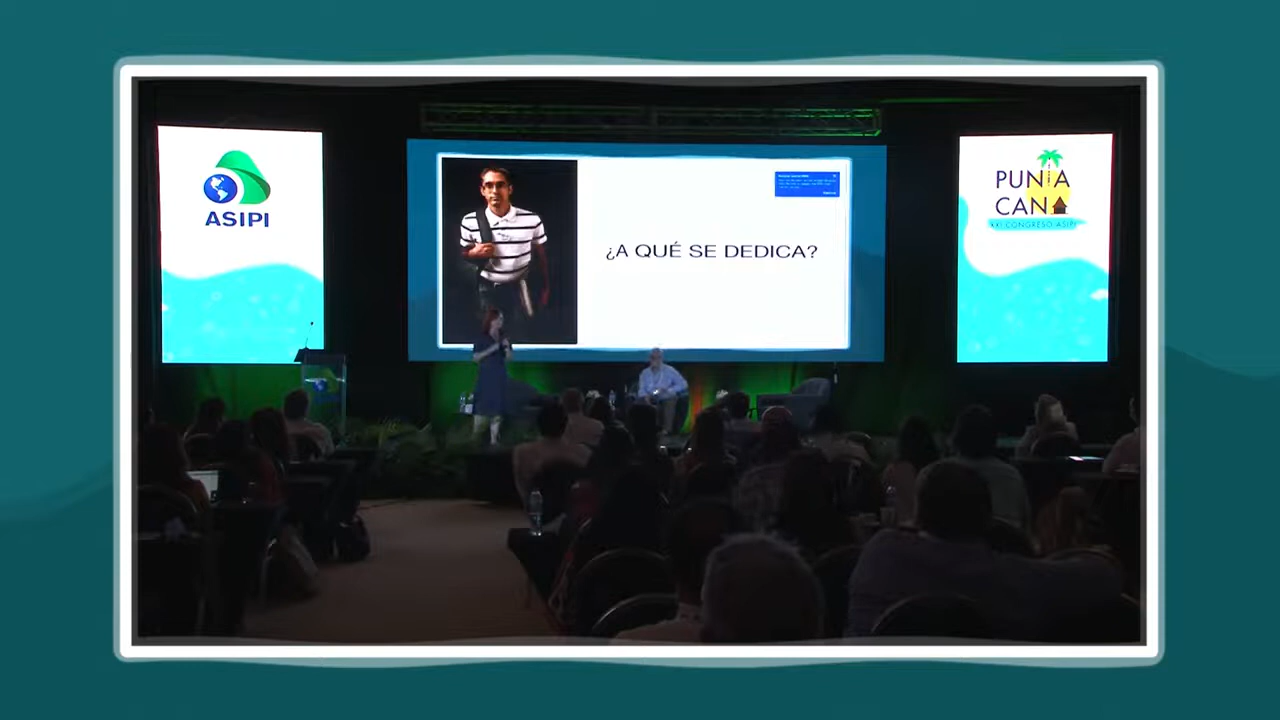 ASIPI
¿A QUÉ SE DEDICA?
PUNTA
CANA
XXI CONGRESO ASIPI